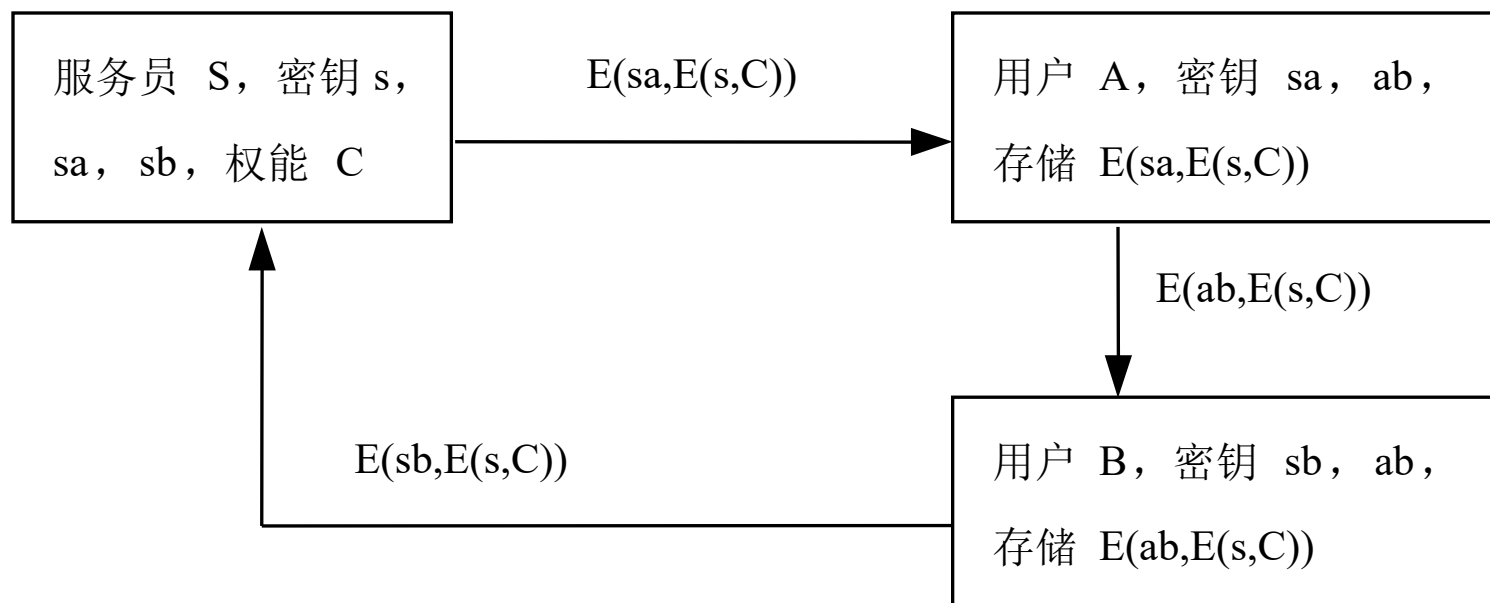 服务员 S，密钥 s，
sa，sb，权能 C
E(sa,E(s,C))
用户 A，密钥 sa，ab，
存储 E(sa,E(s,C))
E(ab,E(s,C))
E(sb,E(s,C))
用户 B，密钥 sb，ab，
存储 E(ab,E(s,C))